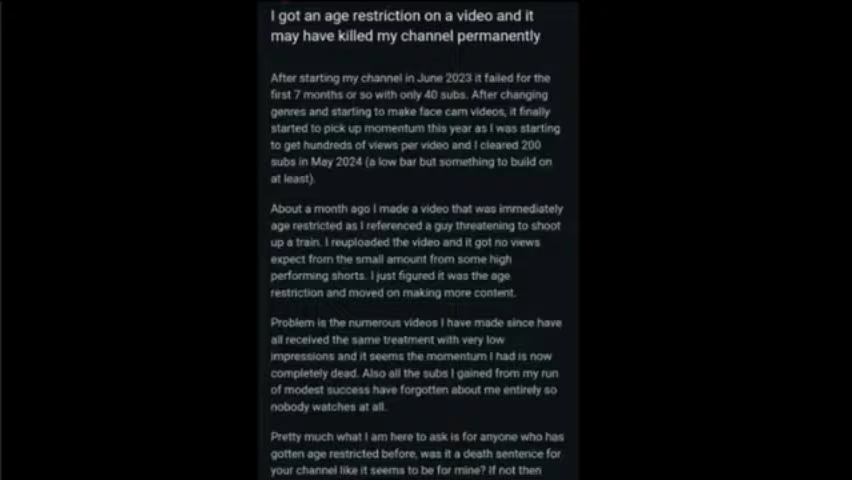 I got an age restriction on a video and it
may have killed my channel permanently
After starting my channel in June 2023 it failed for the
first 7 months or so with only 40 subs. After changing
genres and starting to make face cam videos, it finally
started to pick up momentum this year as I was starting
to get hundreds of views per video and I cleared 200
subs in May 2024 (a low bar but something to build on
at least).
About a month ago I made a video that was immediately
age restricted as I referenced a guy threatening to shoot
up a train. I reuploaded the video and it got no views
expect from the small amount from some high
performing shorts. I just figured it was the age
restriction and moved on making more content.
Problem is the numerous videos I have made since have
all received the same treatment with very low
impressions and it seems the momentum I had is now
completely dead. Also all the subs I gained from my run
of modest success have forgotten about me entirely so
nobody watches at all.
Pretty much what I am here to ask is for anyone who has
gotten age restricted before, was it a death sentence for
your channel like it seems to be for mine? If not then